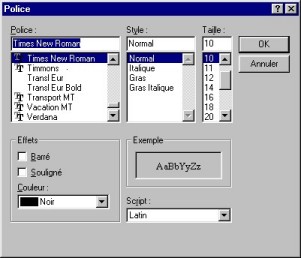 Police
Police :
Style :
Taille :
Times New Roman
Normal
10
OK
Annuler
Times New Roman
Timmons
Transl Eur
Transl Eur Bold
Transport MT
Vacation MT
Verdana
Normal
Italique
Gras
Gras Italique
10
11
12
14
16
18
20
Effets
Barré
Souligné
Couleur :
Noir
Exemple
AaBbYyZz
Script :
Latin